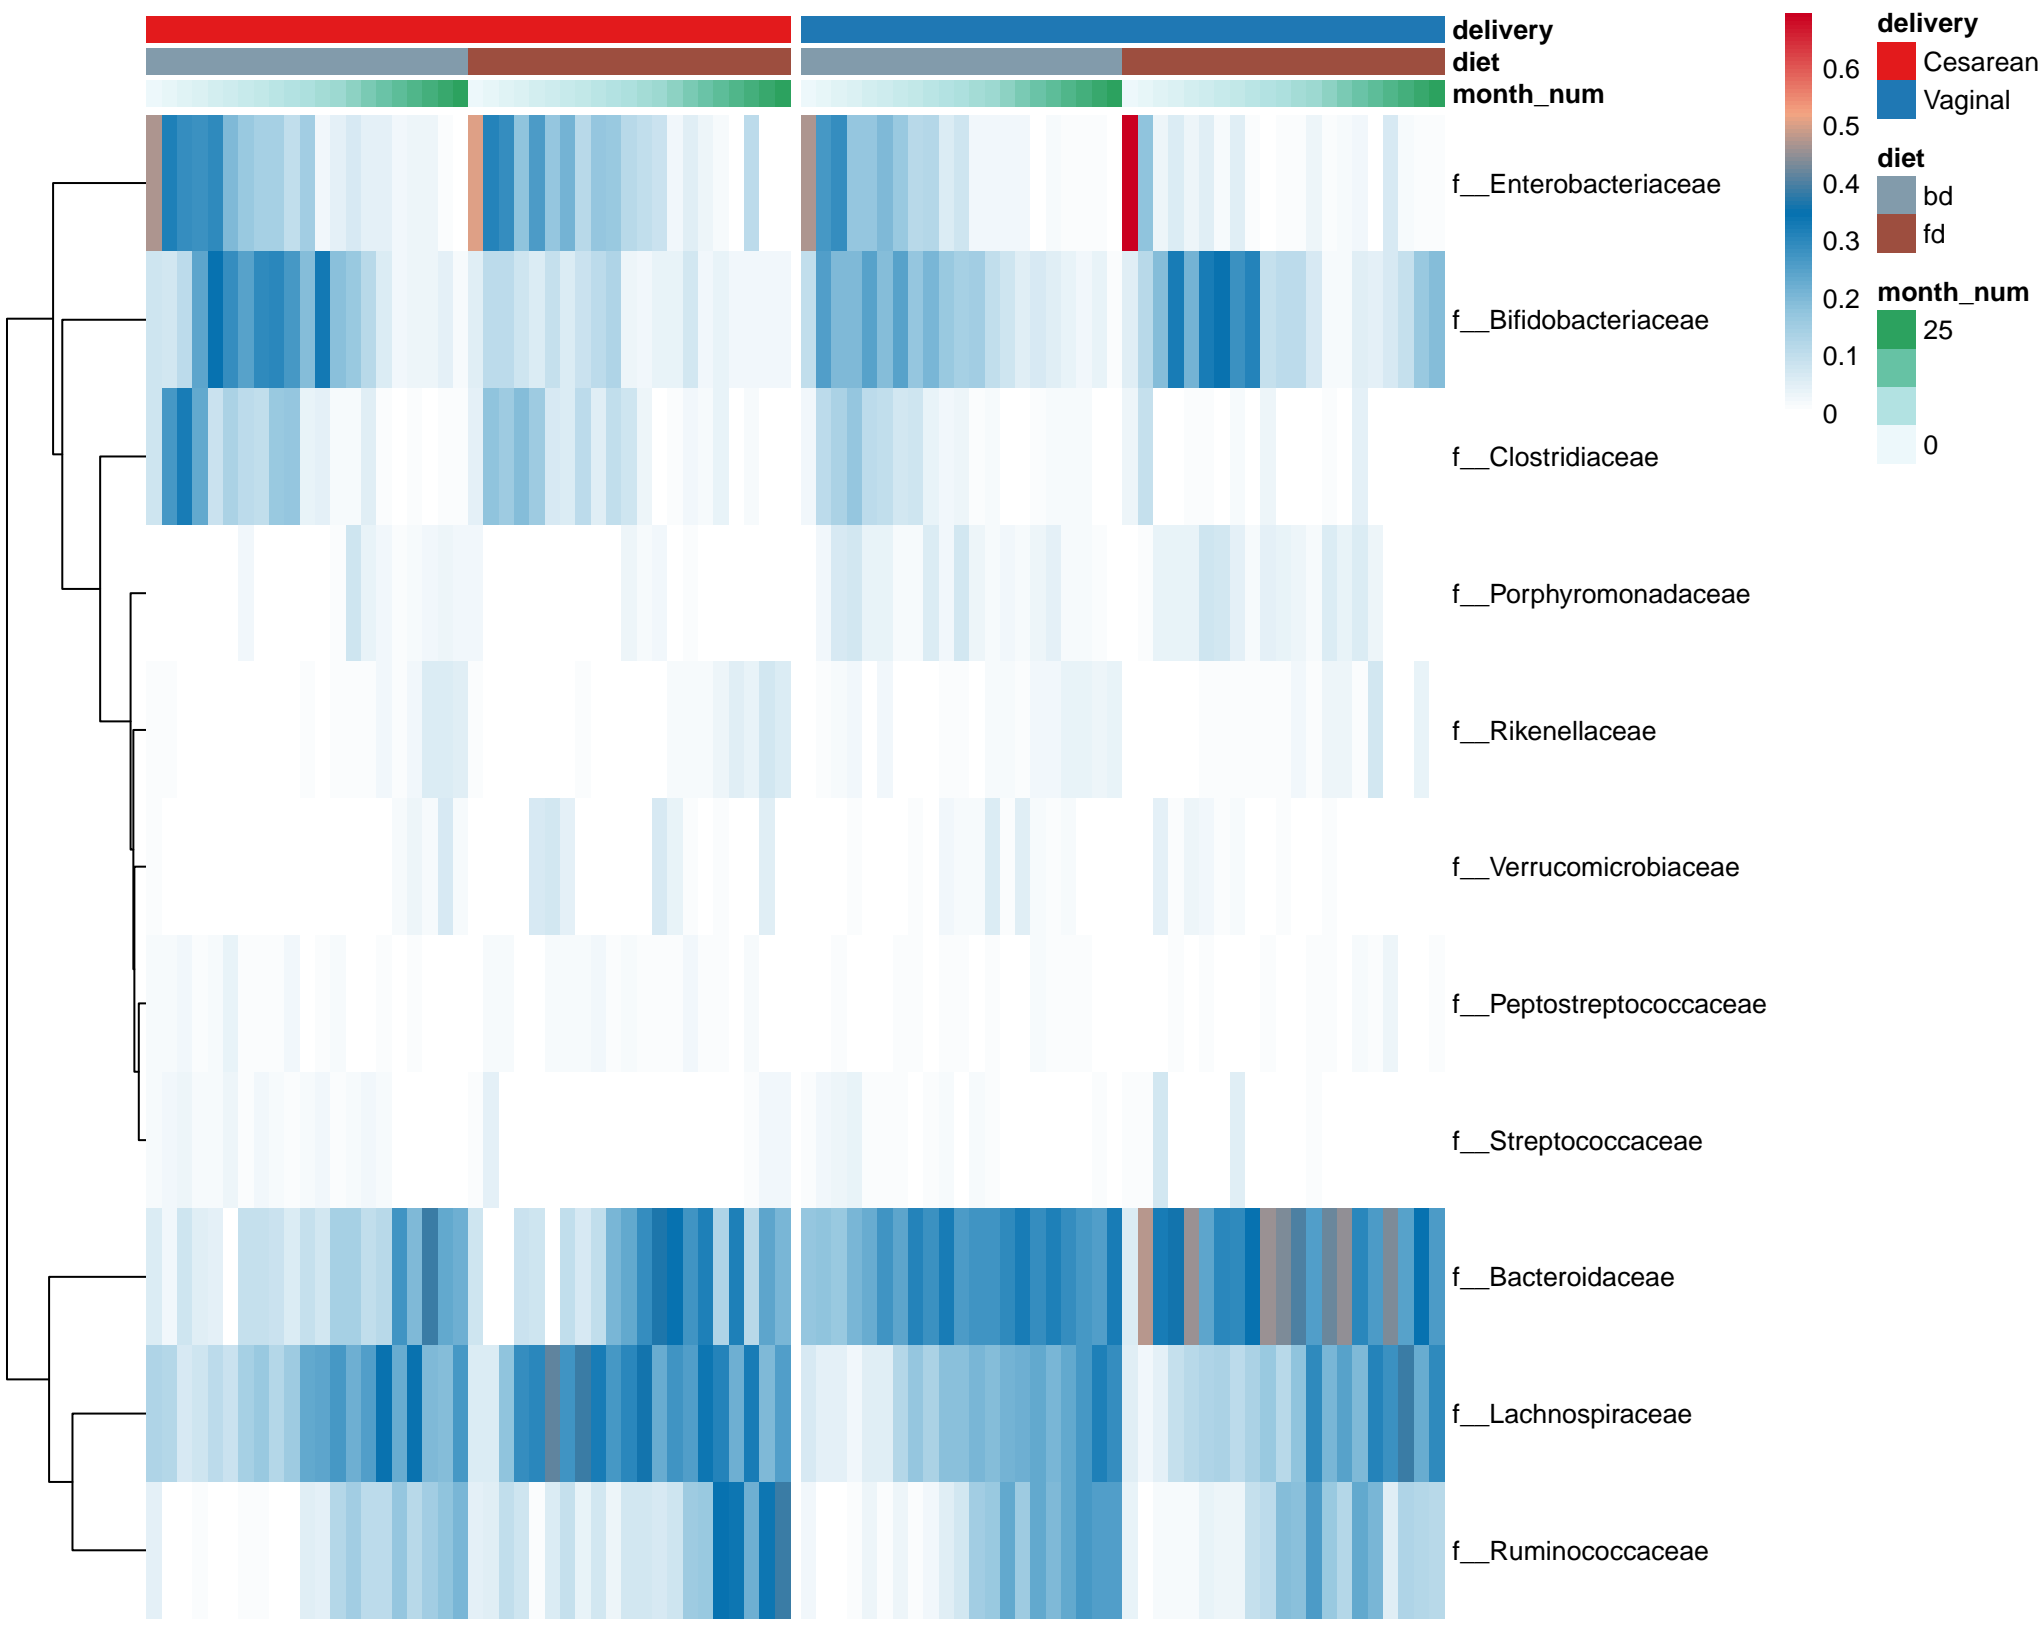 delivery
diet
month_num
f__Enterobacteriaceae
f__Bifidobacteriaceae
f__Clostridiaceae
f__Porphyromonadaceae
f__Rikenellaceae
f__Verrucomicrobiaceae
f__Peptostreptococcaceae
f__Streptococcaceae
f__Bacteroidaceae
f__Lachnospiraceae
f__Ruminococcaceae
0.6
0.5
0.4
0.3
0.2
0.1
0
delivery
Cesarean
Vaginal
diet
bd
fd
month_num
25
0